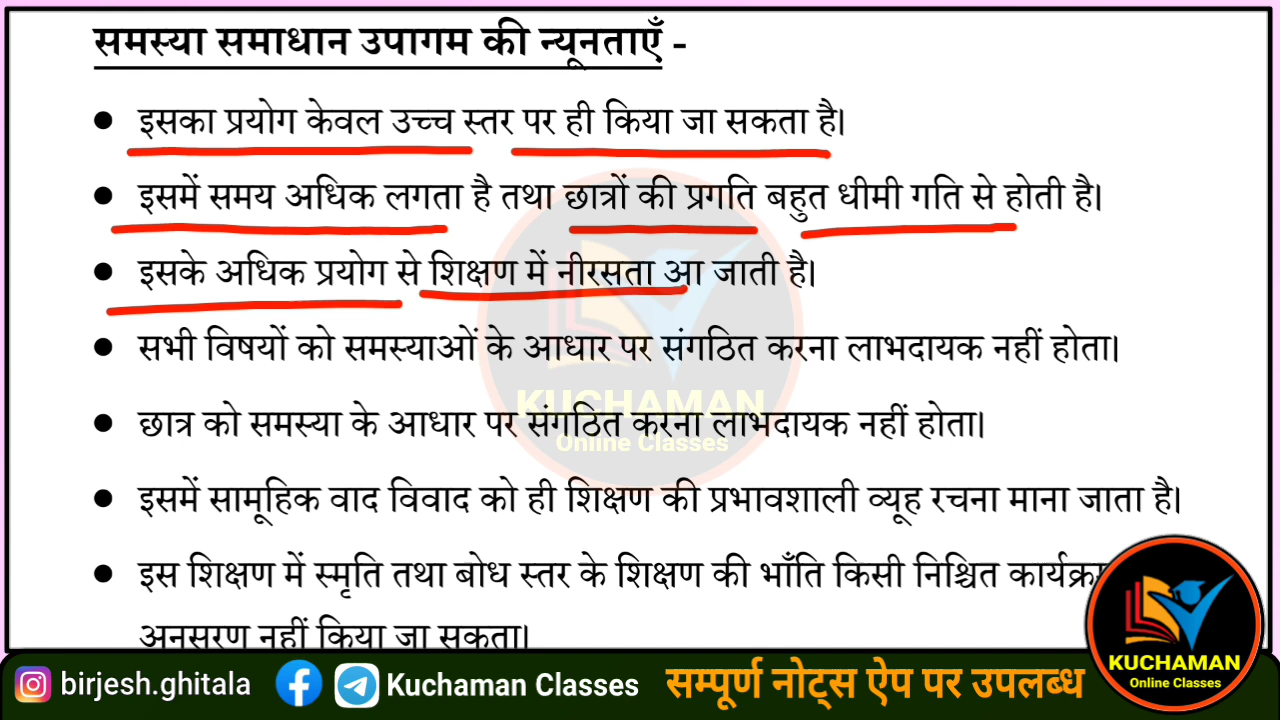 समस्या समाधान उपागम की न्यूनताएँ -
● इसका प्रयोग केवल उच्च स्तर पर ही किया जा सकता है।
● इसमें समय अधिक लगता है तथा छात्रों की प्रगति बहुत धीमी गति से होती है।
● इसके अधिक प्रयोग से शिक्षण में नीरसता आ जाती है।
● सभी विषयों को समस्याओं के आधार पर संगठित करना लाभदायक नहीं होता।
● छात्र को समस्या के आधार पर संगठित करना लाभदायक नहीं होता।
● इसमें सामूहिक वाद विवाद को ही शिक्षण की प्रभावशाली व्यूह रचना माना जाता है।
● इस शिक्षण में स्मृति तथा बोध स्तर के शिक्षण की भाँति किसी निश्चित
अनुसरण नहीं किया जा सकता।
KUCHAMAN
Online Classes
KUCHAMAN
Online Classes
birjesh.ghitala Kuchaman Classes सम्पूर्ण नोट्स ऐप पर उपलब्ध